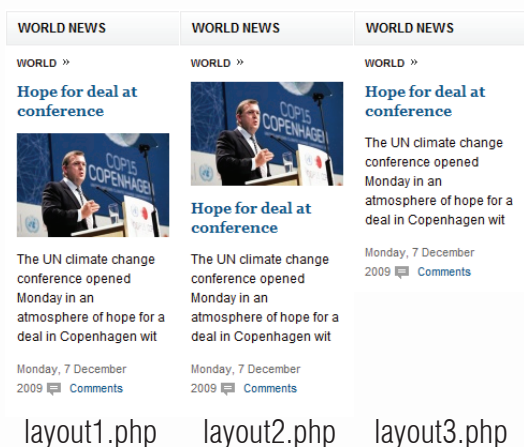 WORLD NEWS
WORLD »
Hope for deal at
conference
COP15
COPENHAGEN
The UN climate change
conference opened
Monday in an
atmosphere of hope for a
deal in Copenhagen wit
Monday, 7 December
2009 Comments
layout1.php
WORLD NEWS
WORLD »
COP15
COPENHAGEN
Hope for deal at
conference
The UN climate change
conference opened
Monday in an
atmosphere of hope for a
deal in Copenhagen wit
Monday, 7 December
2009 Comments
layout2.php
WORLD NEWS
WORLD »
Hope for deal at
conference
The UN climate change
conference opened
Monday in an
atmosphere of hope for a
deal in Copenhagen wit
Monday, 7 December
2009 Comments
layout3.php